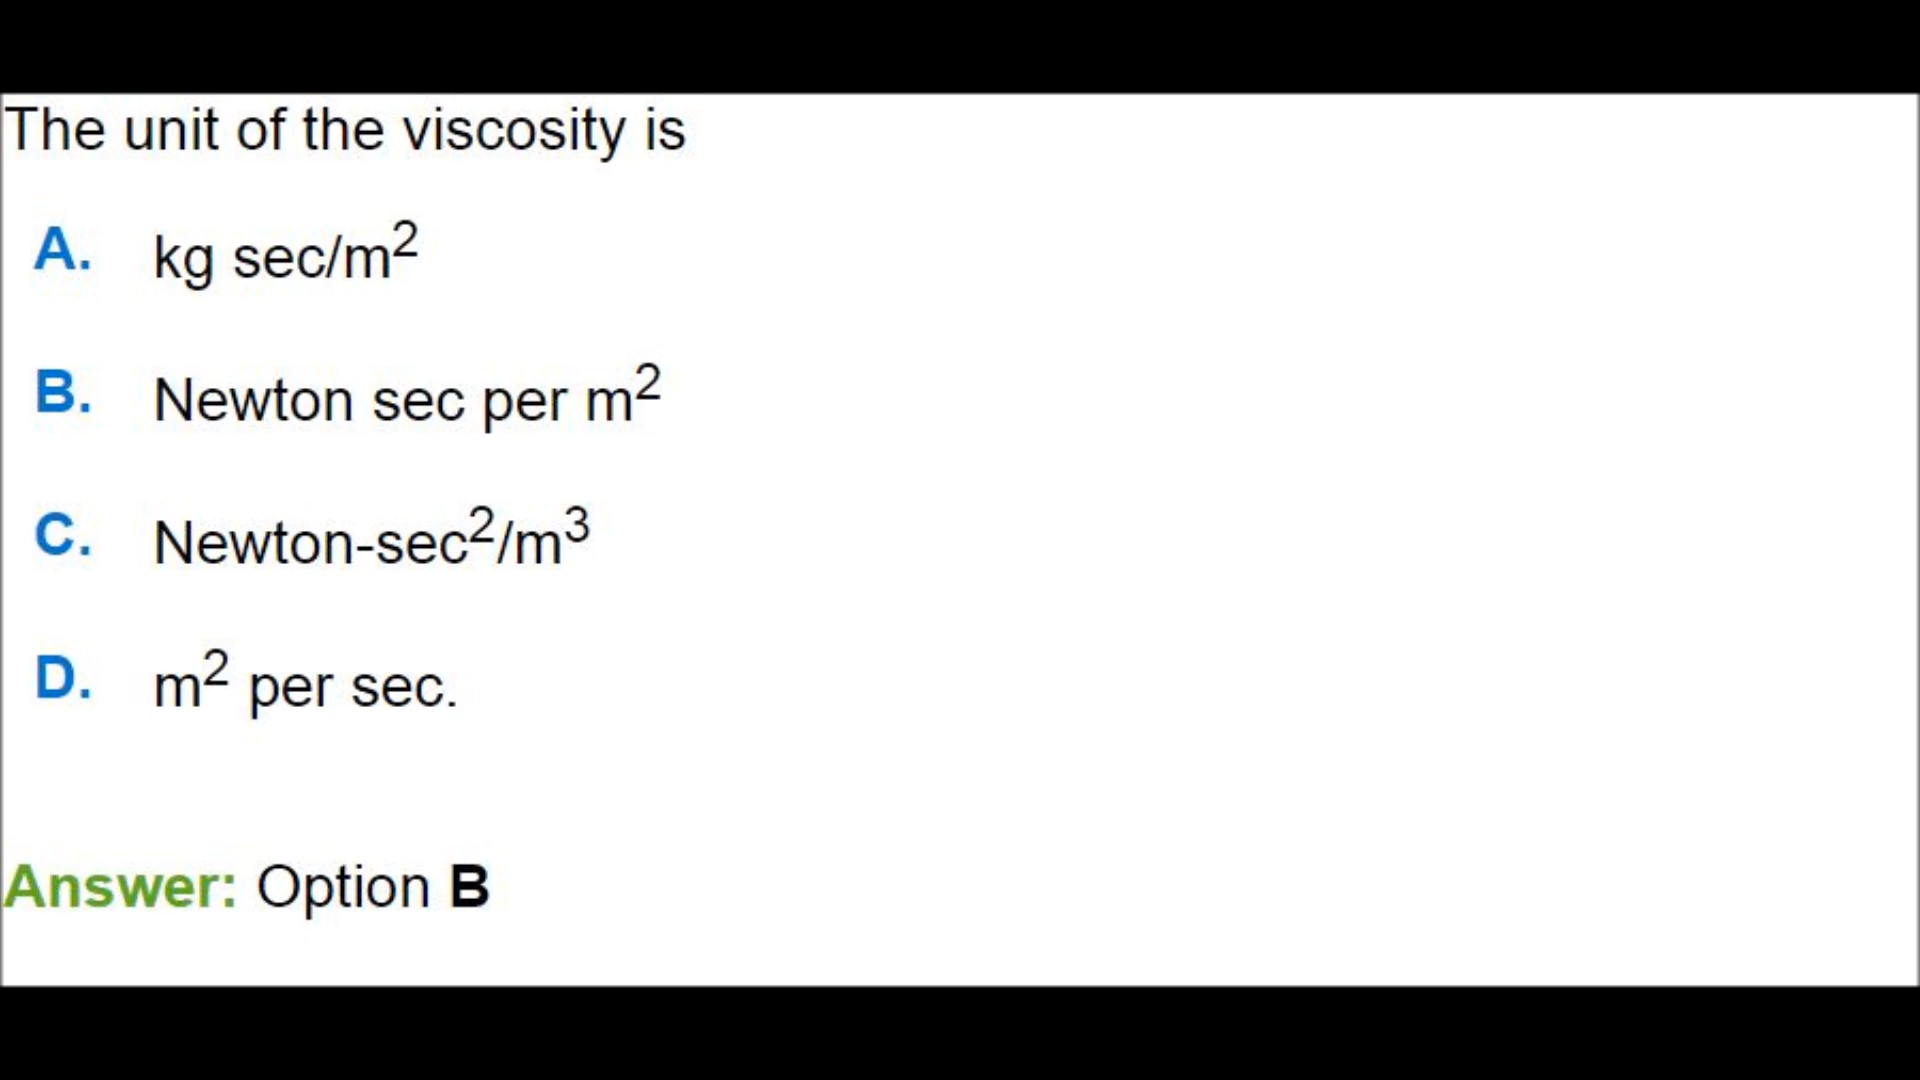 The unit of the viscosity is
A. kg sec/m²
B. Newton sec per m²
C. Newton-sec²/m³
D. m² per sec.
Answer: Option B